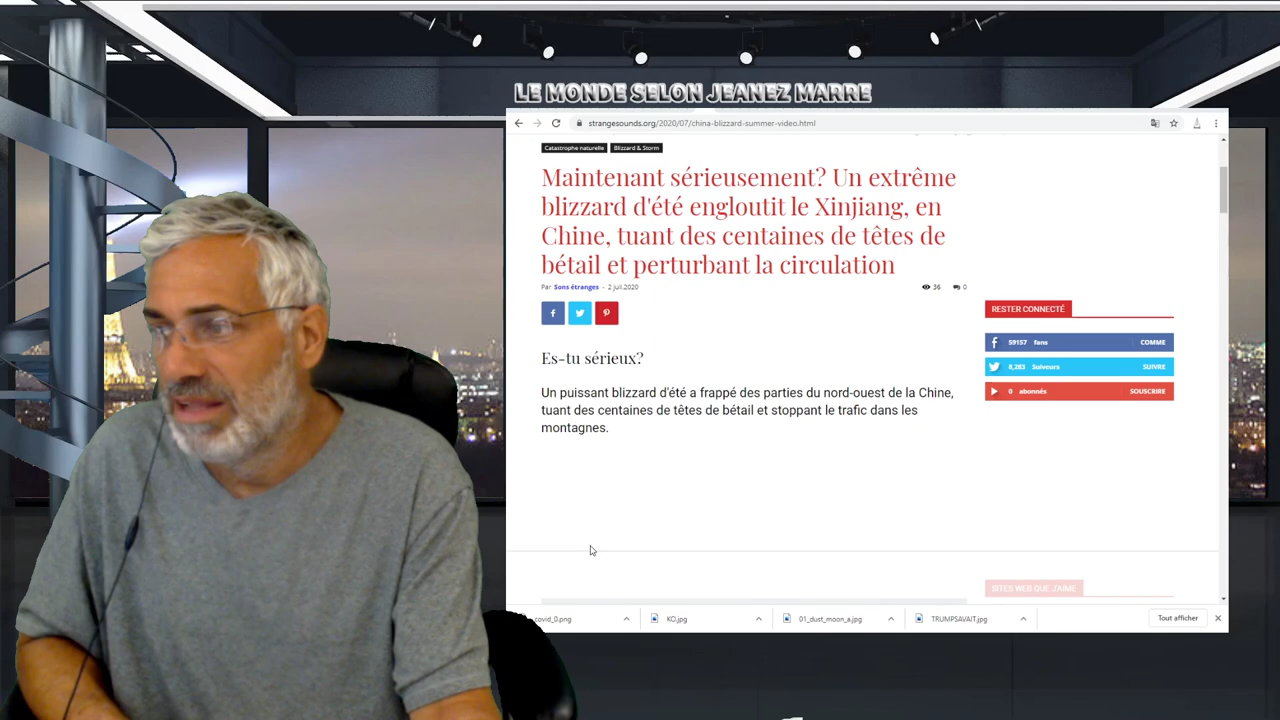 LE MONDE SELON JEANEZ MARRE
strangesounds.org/2020/07/china-blizzard-summer-video.html
Catastrophe naturelle Blizzard & Storm
Maintenant sérieusement? Un extrême
blizzard d'été engloutit le Xinjiang, en
Chine, tuant des centaines de têtes de
bétail et perturbant la circulation
Par Sons étranges - 2 juil.2020 36 0
RESTER CONNECTÉ
59157 fans COMME
8,283 Suiveurs SUIVRE
0 abonnés SOUSCRIRE
Es-tu sérieux?
Un puissant blizzard d'été a frappé des parties du nord-ouest de la Chine,
tuant des centaines de têtes de bétail et stoppant le trafic dans les
montagnes.
SITES WEB QUE J'AIME
covid_0.png KO.jpg 01_dust_moon_a.jpg TRUMPSAVAIT.jpg Tout afficher